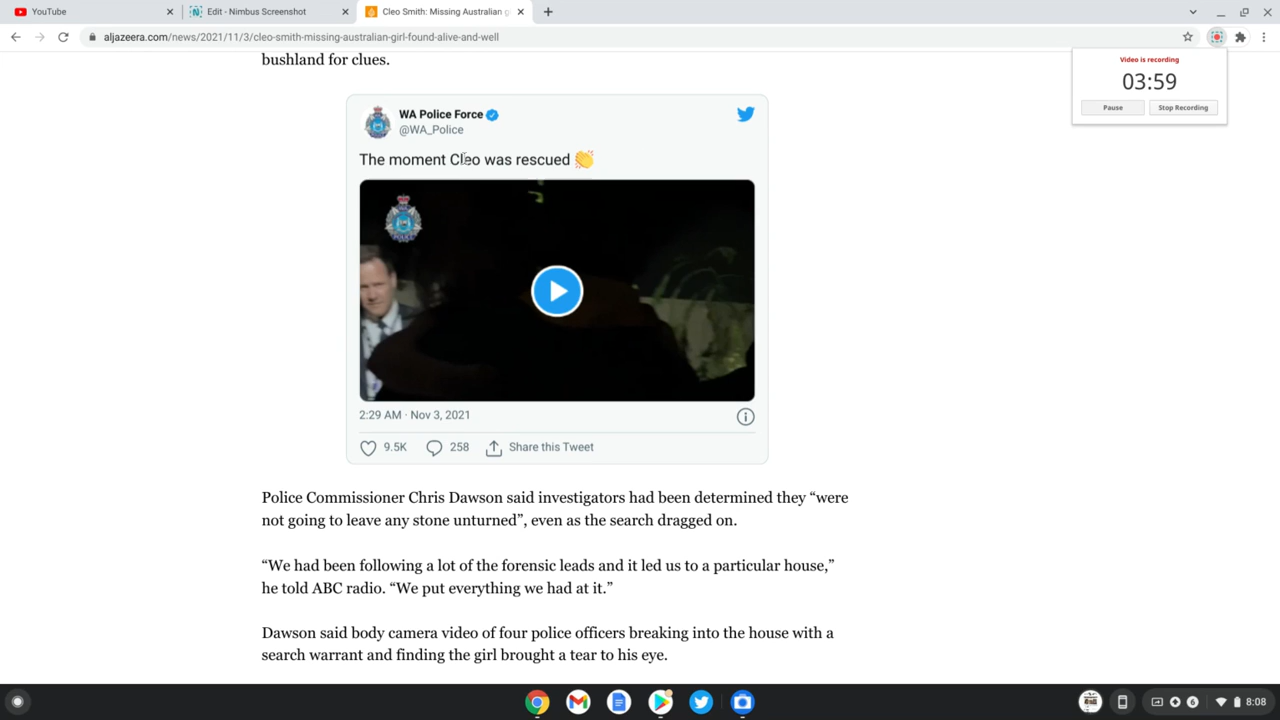 YouTube
Edit - Nimbus Screenshot
Cleo Smith: Missing Australian g
aljazeera.com/news/2021/11/3/cleo-smith-missing-australian-girl-found-alive-and-well
Video is recording
03:59
Pause
Stop Recording
bushland for clues.
WA Police Force
@WA_Police
The moment Cleo was rescued 👏
POLICE
2:29 AM · Nov 3, 2021
9.5K
258
Share this Tweet
Police Commissioner Chris Dawson said investigators had been determined they “were
not going to leave any stone unturned”, even as the search dragged on.
“We had been following a lot of the forensic leads and it led us to a particular house,”
he told ABC radio. “We put everything we had at it.”
Dawson said body camera video of four police officers breaking into the house with a
search warrant and finding the girl brought a tear to his eye.
6
8:08